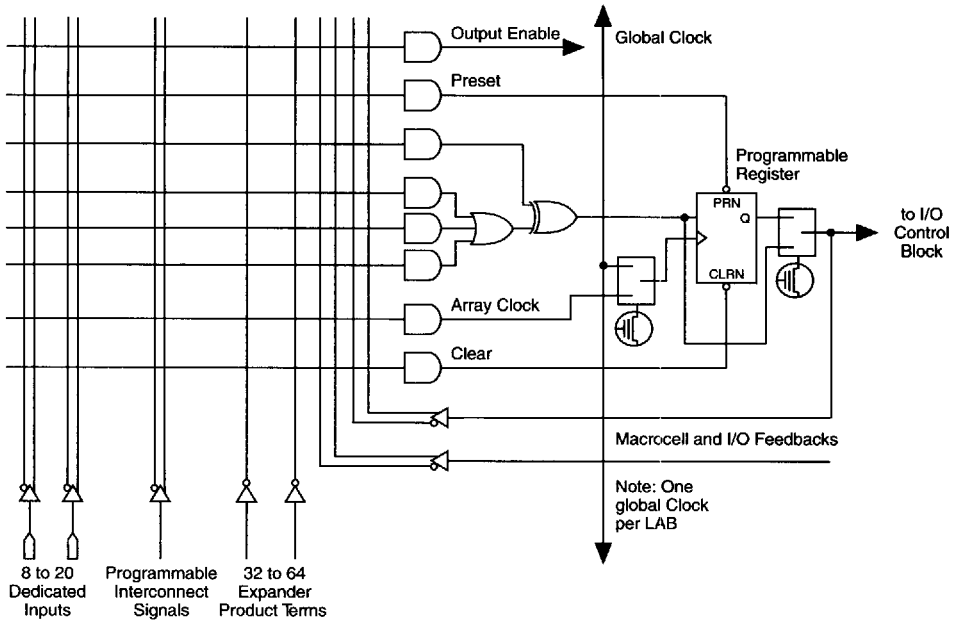 Output Enable
Global Clock
Preset
Programmable
Register
PRN
Q
to I/O
Control
Block
CLRN
Array Clock
Clear
Macrocell and I/O Feedbacks
Note: One
global Clock
per LAB
8 to 20
Dedicated
Inputs
Programmable
Interconnect
Signals
32 to 64
Expander
Product Terms